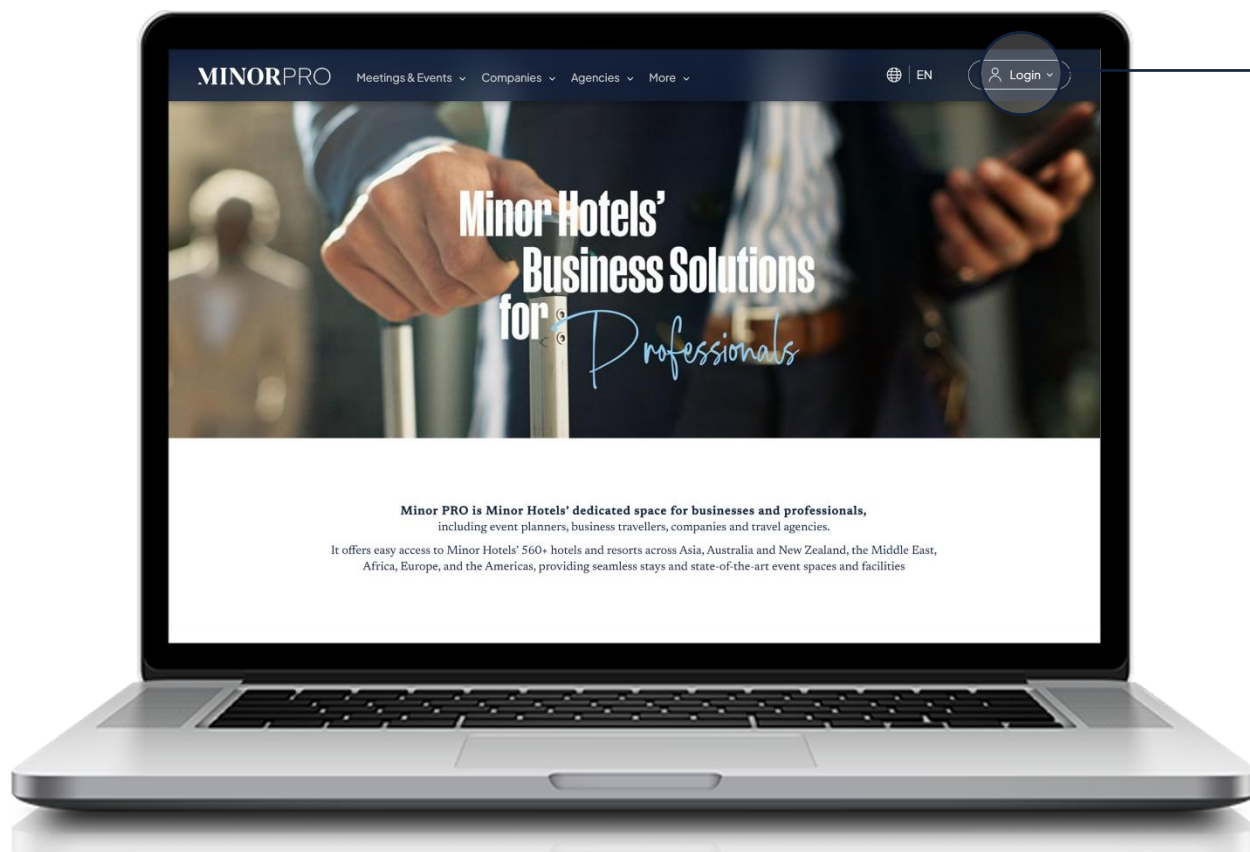 MINORPRO Meetings & Events Companies Agencies More EN Login
Minor Hotels’
Business Solutions
for Professionals
Minor PRO is Minor Hotels’ dedicated space for businesses and professionals,
including event planners, business travellers, companies and travel agencies.
It offers easy access to Minor Hotels’ 560+ hotels and resorts across Asia, Australia and New Zealand, the Middle East,
Africa, Europe, and the Americas, providing seamless stays and state-of-the-art event spaces and facilities